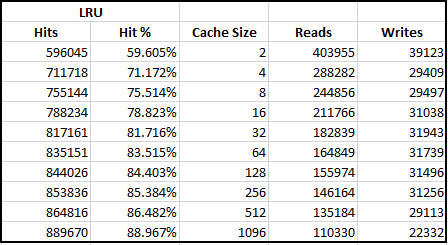 LRU
Hits Hit % Cache Size Reads Writes
596045 59.605% 2 403955 39123
711718 71.172% 4 288282 29409
755144 75.514% 8 244856 29497
788234 78.823% 16 211766 31038
817161 81.716% 32 182839 31943
835151 83.515% 64 164849 31739
844026 84.403% 128 155974 31496
853836 85.384% 256 146164 31256
864816 86.482% 512 135184 29113
889670 88.967% 1096 110330 22332